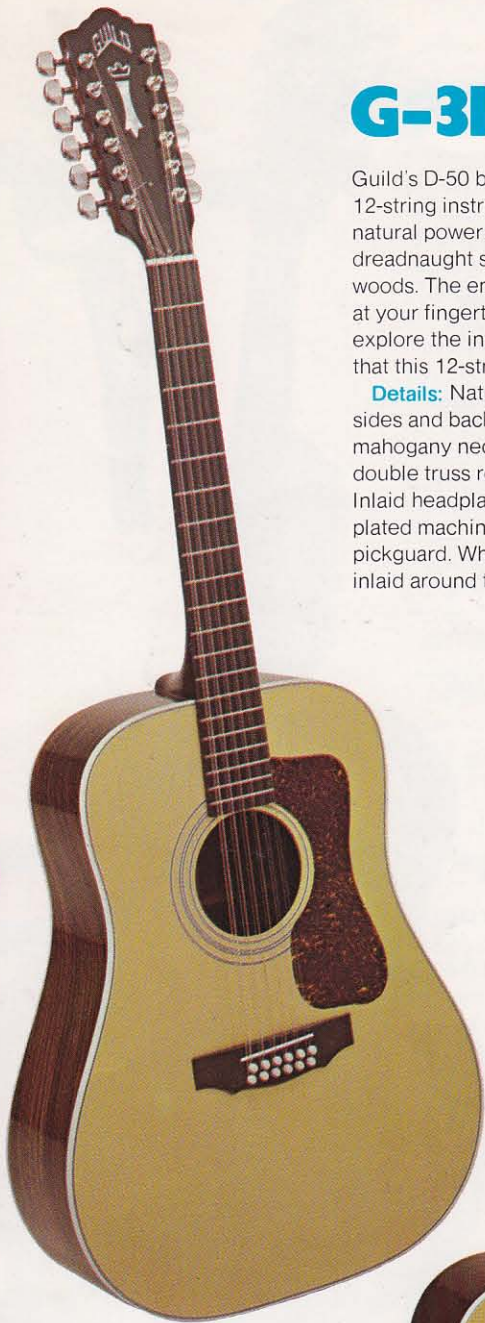 GUILD
G-3
Guild's D-50 b
12-string instr
natural power
dreadnaught s
woods. The er
at your fingert
explore the in
that this 12-str
Details: Nat
sides and back
mahogany nec
double truss r
Inlaid headpla
plated machin
pickguard. Wh
inlaid around